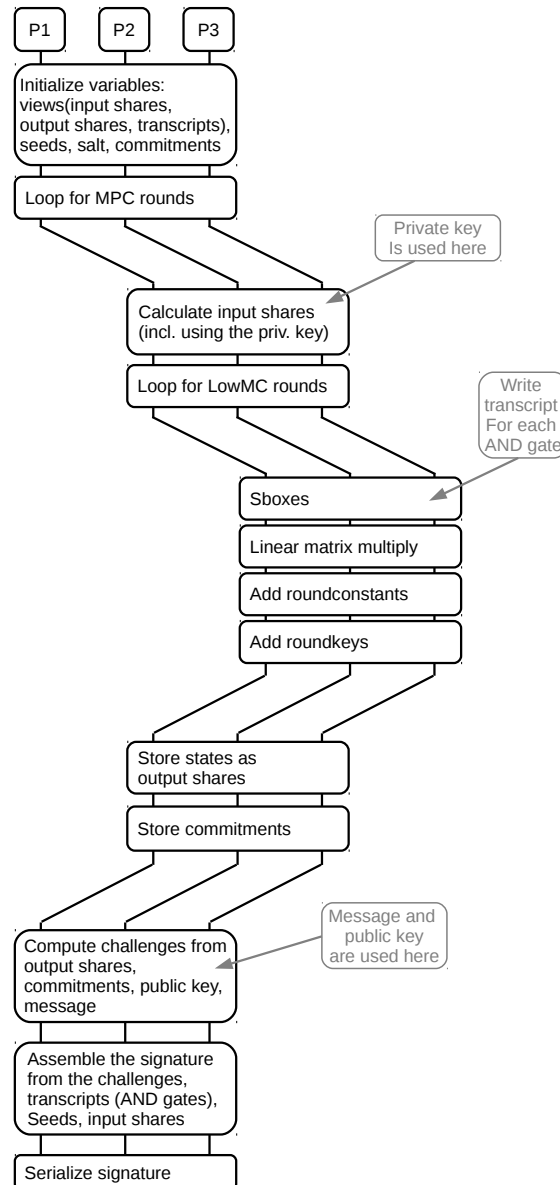 P1
P2
P3
Initialize variables:
views(input shares,
output shares, transcripts),
seeds, salt, commitments
Loop for MPC rounds
Private key
Is used here
Calculate input shares
(incl. using the priv. key)
Loop for LowMC rounds
Write
transcript
For each
AND gate
Sboxes
Linear matrix multiply
Add roundconstants
Add roundkeys
Store states as
output shares
Store commitments
Message and
public key
are used here
Compute challenges from
output shares,
commitments, public key,
message
Assemble the signature
from the challenges,
transcripts (AND gates),
Seeds, input shares
Serialize signature